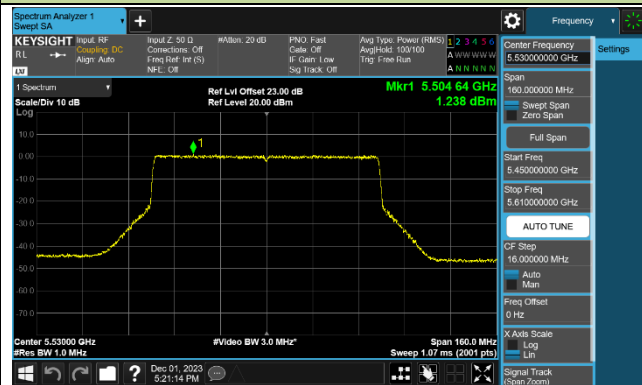 Spectrum Analyzer 1
Swept SA
+
Frequency
KEYSIGHT
RL
LXI
Input: RF
Coupling: DC
Align: Auto
Input Z: 50 Ω
Corrections: Off
Freq Ref: Int (S)
NFE: Off
#Atten: 20 dB
PNO: Fast
Gate: Off
IF Gain: Low
Sig Track: Off
Avg Type: Power (RMS)
Avg|Hold: 100/100
Trig: Free Run
1 2 3 4 5 6
A W W W W W
A N N N N N
1 Spectrum
Scale/Div 10 dB
Log
Ref Lvl Offset 23.00 dB
Ref Level 20.00 dBm
Mkr1 5.504 64 GHz
1.238 dBm
1
10.0
0.00
-10.0
-20.0
-30.0
-40.0
-50.0
-60.0
-70.0
Center 5.53000 GHz
#Res BW 1.0 MHz
#Video BW 3.0 MHz*
Span 160.0 MHz
Sweep 1.07 ms (2001 pts)
Center Frequency
5.530000000 GHz
Settings
Span
160.000000 MHz
Swept Span
Zero Span
Full Span
Start Freq
5.450000000 GHz
Stop Freq
5.610000000 GHz
AUTO TUNE
CF Step
16.000000 MHz
Auto
Man
Freq Offset
0 Hz
X Axis Scale
Log
Lin
Signal Track
(Span Zoom)
?
Dec 01, 2023
5:21:14 PM